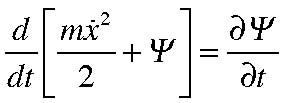 d/dt [ mẋ²/2 + Ψ ] = ∂Ψ/∂t